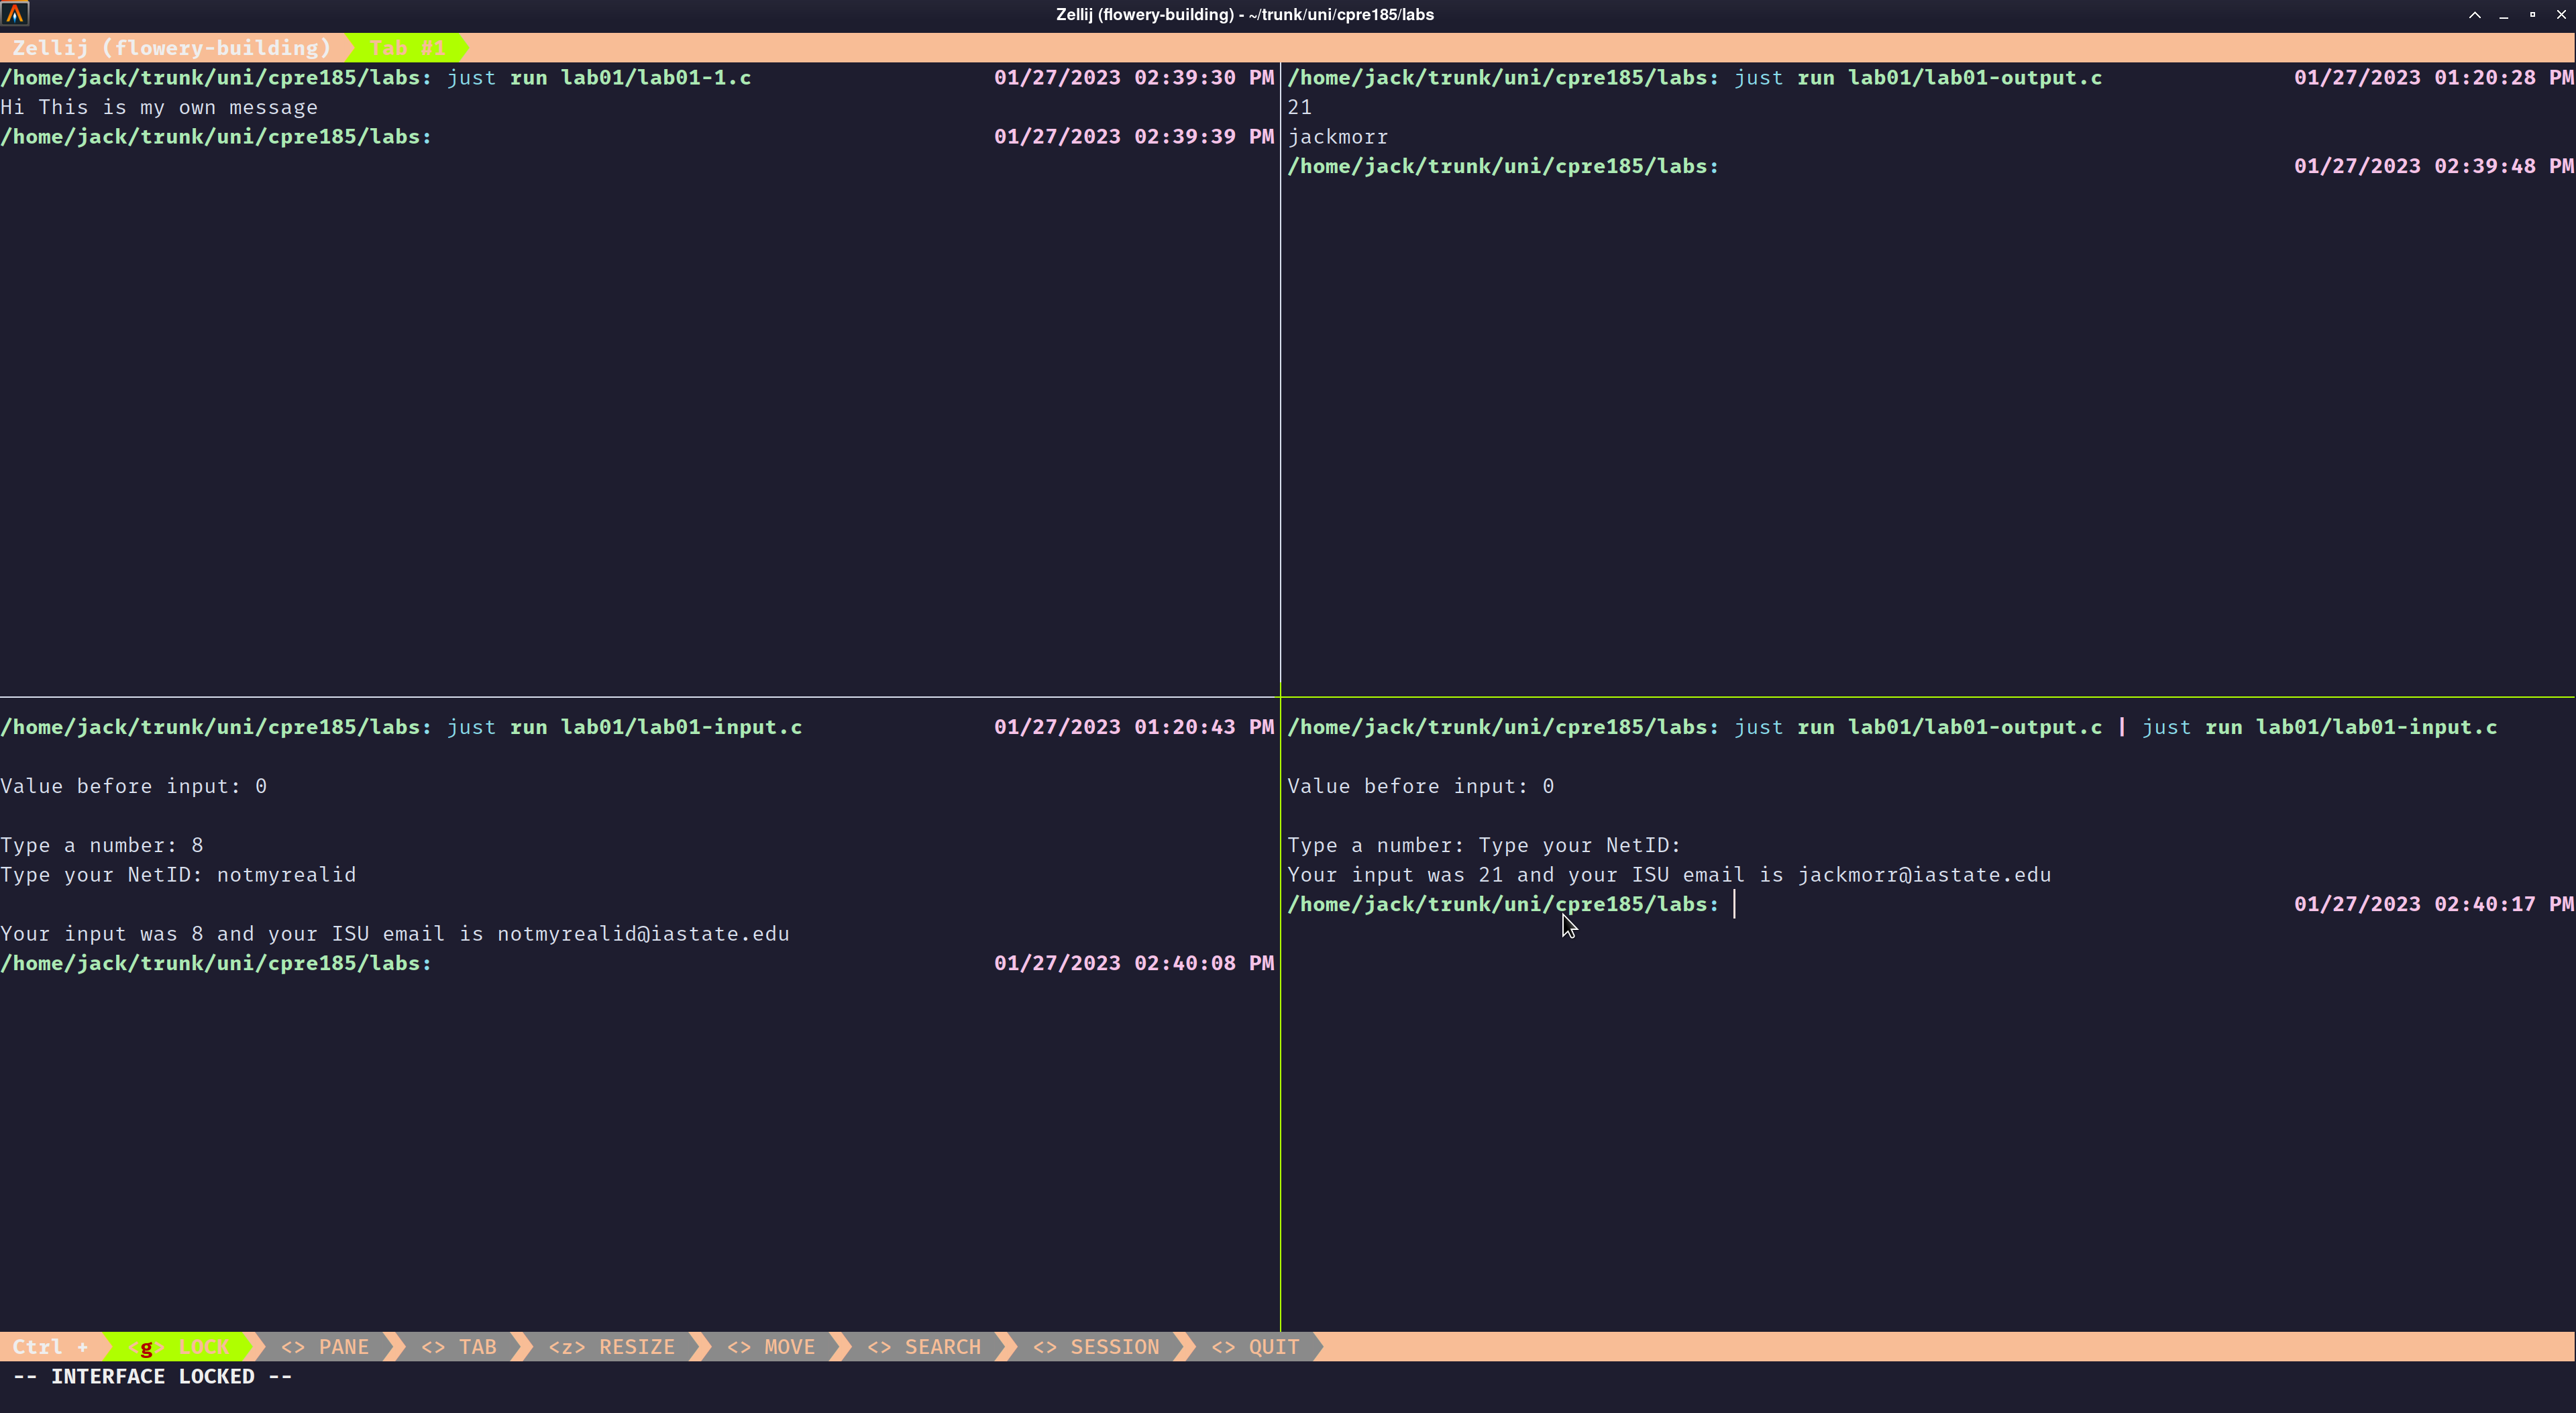 Zellij (flowery-building) - ~/trunk/uni/cpre185/labs
Zellij (flowery-building) Tab #1
/home/jack/trunk/uni/cpre185/labs: just run lab01/lab01-1.c 01/27/2023 02:39:30 PM
Hi This is my own message
/home/jack/trunk/uni/cpre185/labs: 01/27/2023 02:39:39 PM
/home/jack/trunk/uni/cpre185/labs: just run lab01/lab01-output.c 01/27/2023 01:20:28 PM
21
jackmorr
/home/jack/trunk/uni/cpre185/labs: 01/27/2023 02:39:48 PM
/home/jack/trunk/uni/cpre185/labs: just run lab01/lab01-input.c 01/27/2023 01:20:43 PM
Value before input: 0
Type a number: 8
Type your NetID: notmyrealid
Your input was 8 and your ISU email is notmyrealid@iastate.edu
/home/jack/trunk/uni/cpre185/labs: 01/27/2023 02:40:08 PM
/home/jack/trunk/uni/cpre185/labs: just run lab01/lab01-output.c | just run lab01/lab01-input.c
Value before input: 0
Type a number: Type your NetID:
Your input was 21 and your ISU email is jackmorr@iastate.edu
/home/jack/trunk/uni/cpre185/labs: 01/27/2023 02:40:17 PM
Ctrl + <g> LOCK <> PANE <> TAB <z> RESIZE <> MOVE <> SEARCH <> SESSION <> QUIT
-- INTERFACE LOCKED --